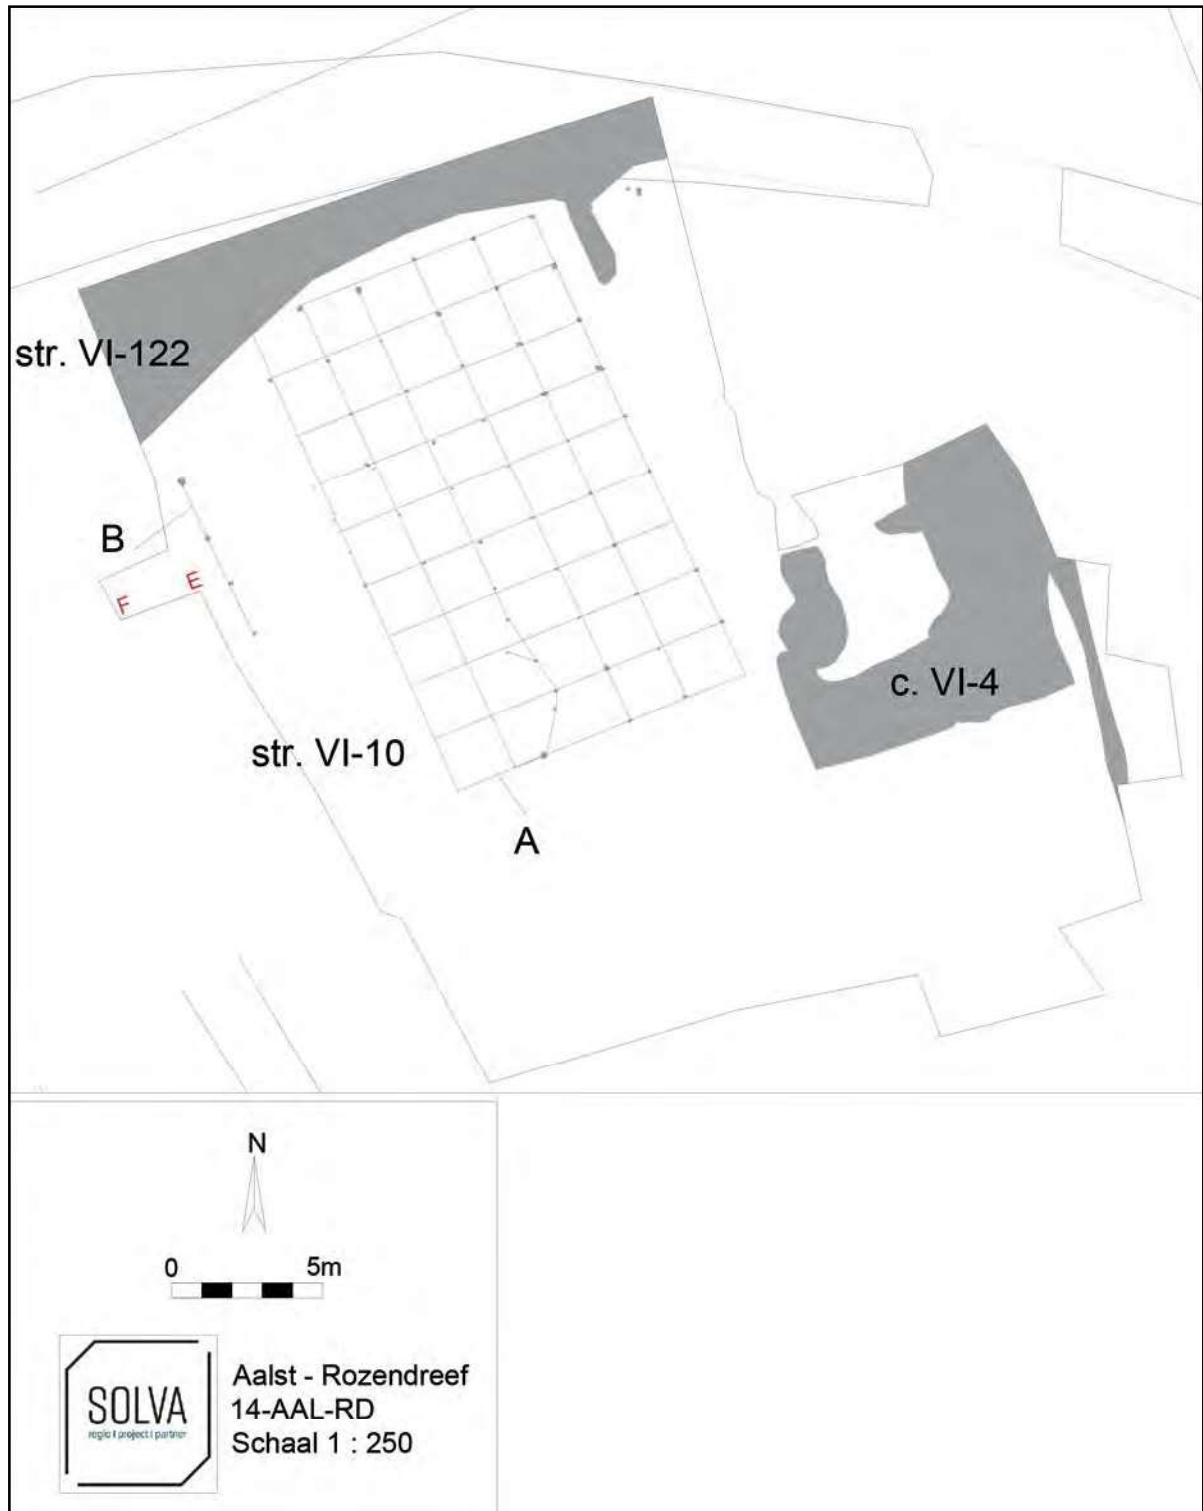 str. VI-122
B
E
F
c. VI-4
str. VI-10
A
N
0 5m
SOLVA
regio I project I partner
Aalst - Rozendreef
14-AAL-RD
Schaal 1 : 250